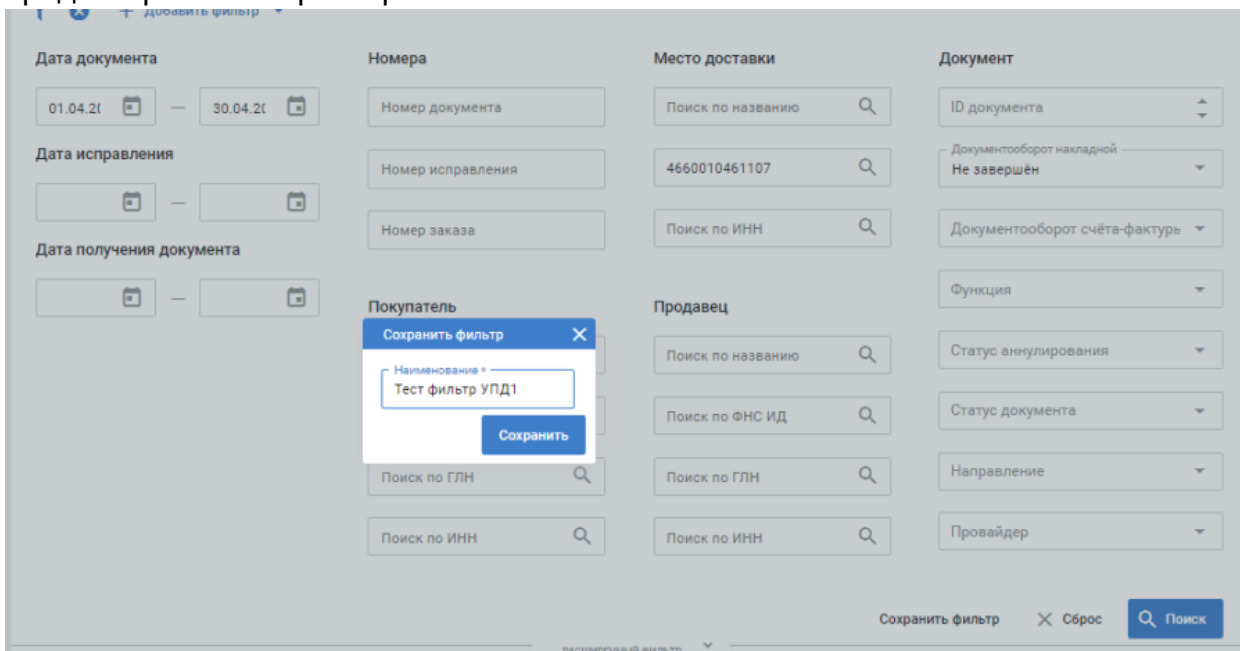 + Добавить фильтр
Дата документа
01.04.2(
—
30.04.2(
Дата исправления
—
Дата получения документа
—
Номера
Номер документа
Номер исправления
Номер заказа
Покупатель
Сохранить фильтр
Наименование *
Тест фильтр УПД1
Сохранить
Поиск по ГЛН
Поиск по ИНН
Место доставки
Поиск по названию
4660010461107
Поиск по ИНН
Продавец
Поиск по названию
Поиск по ФНС ИД
Поиск по ГЛН
Поиск по ИНН
Документ
ID документа
Документооборот накладной
Не завершён
Документооборот счёта-фактуры
Функция
Статус аннулирования
Статус документа
Направление
Провайдер
Сохранить фильтр
Сброс
Поиск